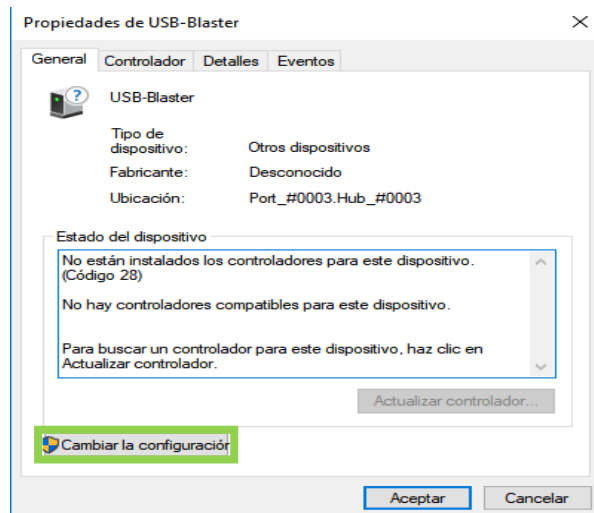 Propiedades de USB-Blaster
General Controlador Detalles Eventos
USB-Blaster
Tipo de
dispositivo: Otros dispositivos
Fabricante: Desconocido
Ubicación: Port_#0003.Hub_#0003
Estado del dispositivo
No están instalados los controladores para este dispositivo.
(Código 28)
No hay controladores compatibles para este dispositivo.
Para buscar un controlador para este dispositivo, haz clic en
Actualizar controlador.
Actualizar controlador...
Cambiar la configuración
Aceptar Cancelar